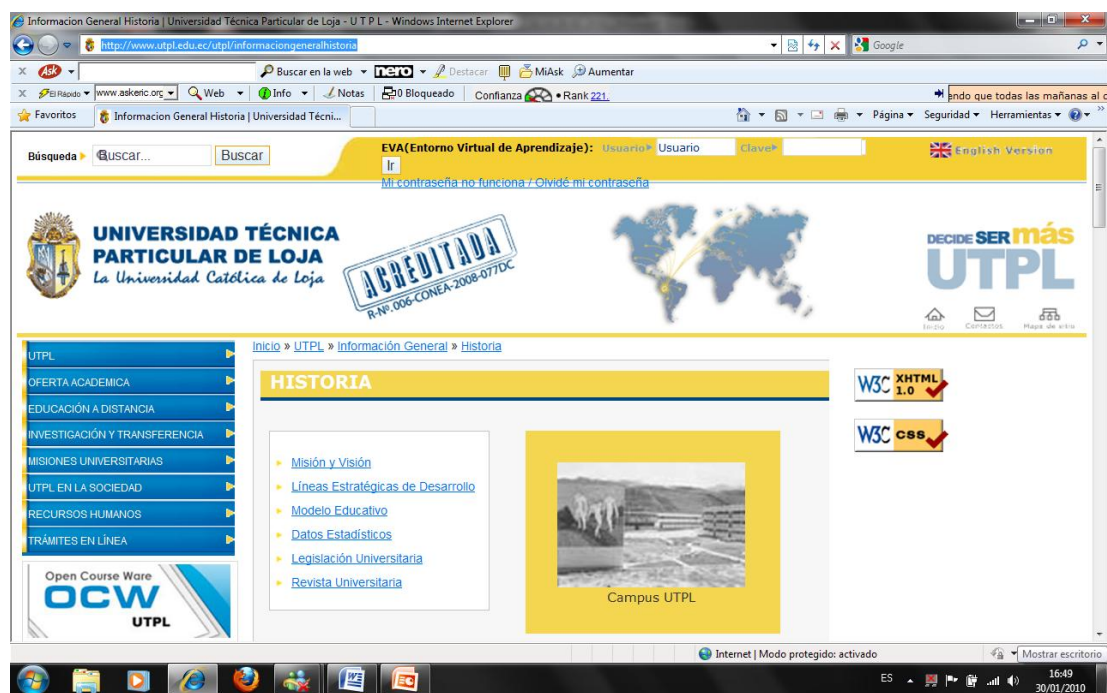 Informacion General Historia | Universidad Técnica Particular de Loja - U T P L - Windows Internet Explorer
http://www.utpl.edu.ec/utpl/informaciongeneralhistoria
Google
Ask
Buscar en la web
nero
Destacar
MiAsk
Aumentar
El Rápido
www.askeric.org
Web
Info
Notas
0 Bloqueado
Confianza
Rank 221.
endo que todas las mañanas al c
Favoritos
Informacion General Historia | Universidad Técni...
Página
Seguridad
Herramientas
Búsqueda
Buscar...
Buscar
EVA(Entorno Virtual de Aprendizaje):
Usuario
Usuario
Clave
English Version
Ir
Mi contraseña no funciona / Olvidé mi contraseña
UNIVERSIDAD TÉCNICA
PARTICULAR DE LOJA
La Universidad Católica de Loja
ACREDITADA
R-Nº.006-CONEA-2008-077DC
DECIDE SER más
UTPL
Inicio
Contactos
Mapa de sitio
Inicio » UTPL » Información General » Historia
UTPL
OFERTA ACADEMICA
EDUCACIÓN A DISTANCIA
INVESTIGACIÓN Y TRANSFERENCIA
MISIONES UNIVERSITARIAS
UTPL EN LA SOCIEDAD
RECURSOS HUMANOS
TRÁMITES EN LÍNEA
Open Course Ware
OCW
UTPL
HISTORIA
Misión y Visión
Líneas Estratégicas de Desarrollo
Modelo Educativo
Datos Estadísticos
Legislación Universitaria
Revista Universitaria
Campus UTPL
W3C XHTML 1.0
W3C css
Internet | Modo protegido: activado
Mostrar escritorio
ES
16:49
30/01/2010